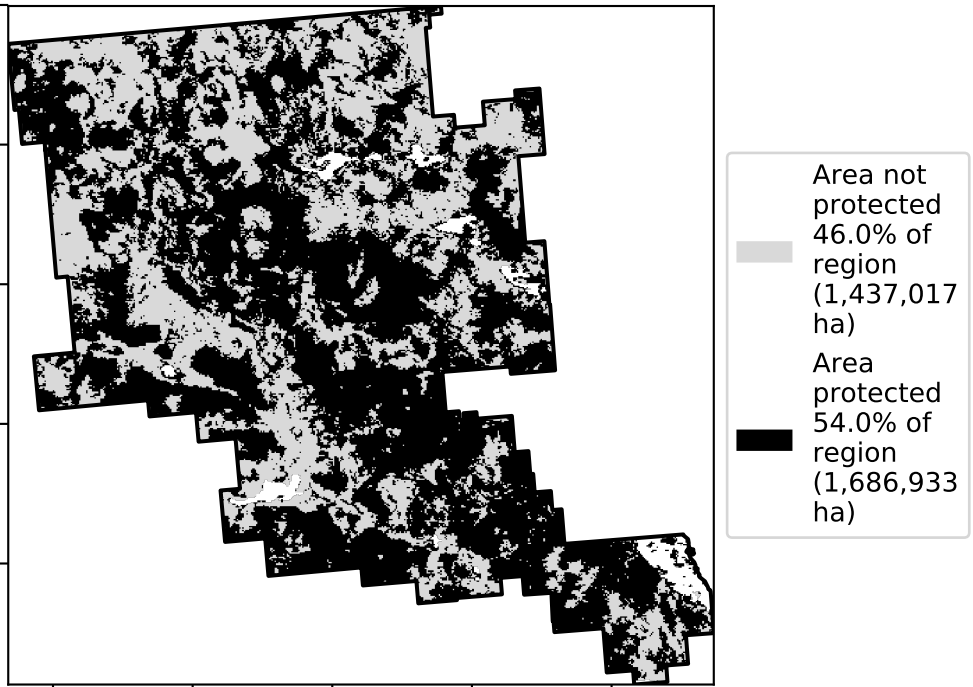 Area not
protected
46.0% of
region
(1,437,017
ha)
Area
protected
54.0% of
region
(1,686,933
ha)